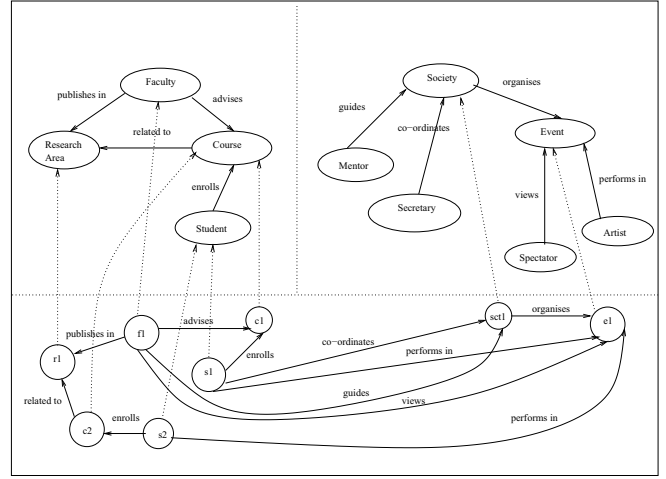 Faculty
publishes in
advises
related to
Research
Area
Course
enrolls
Student
Society
organises
guides
co-ordinates
Event
Mentor
views
performs in
Secretary
Artist
Spectator
c1
sct1
organises
e1
advises
publishes in
f1
co-ordinates
enrolls
performs in
r1
s1
related to
guides
views
enrolls
performs in
c2
s2